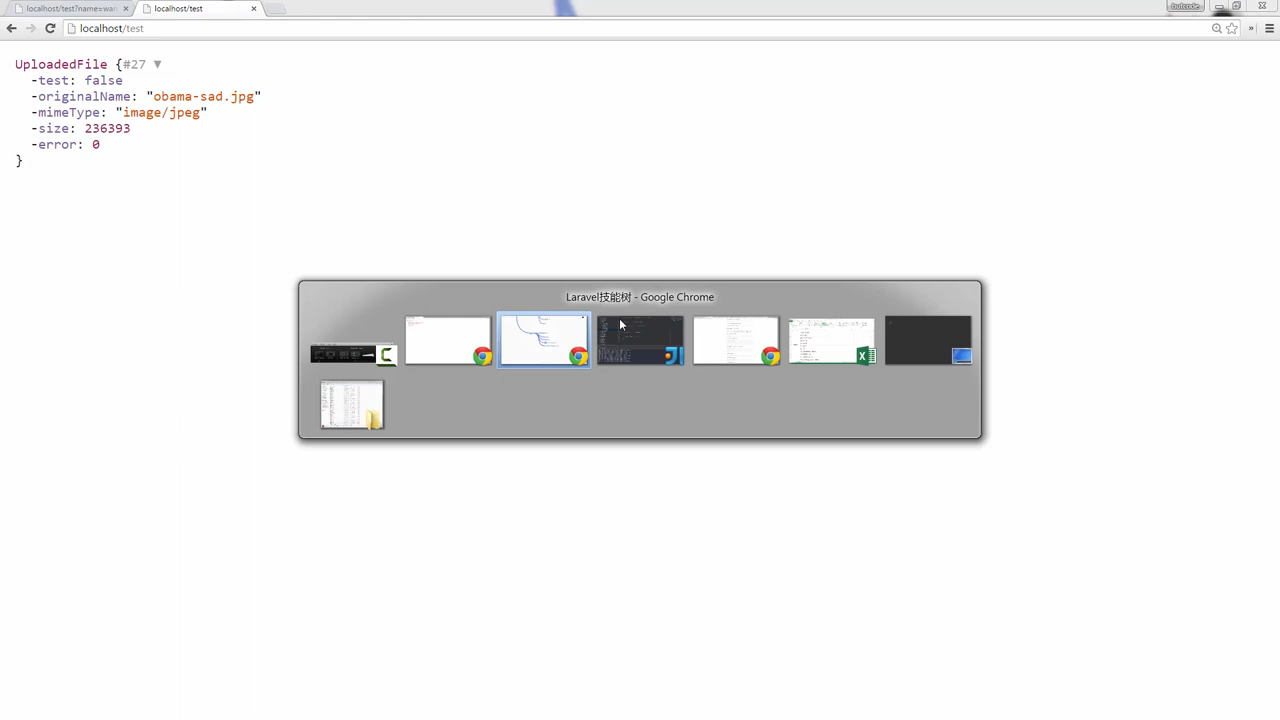 localhost/test?name=wan
localhost/test
butcode
localhost/test
UploadedFile {#27 ▼
-test: false
-originalName: "obama-sad.jpg"
-mimeType: "image/jpeg"
-size: 236393
-error: 0
}
Laravel技能树 - Google Chrome